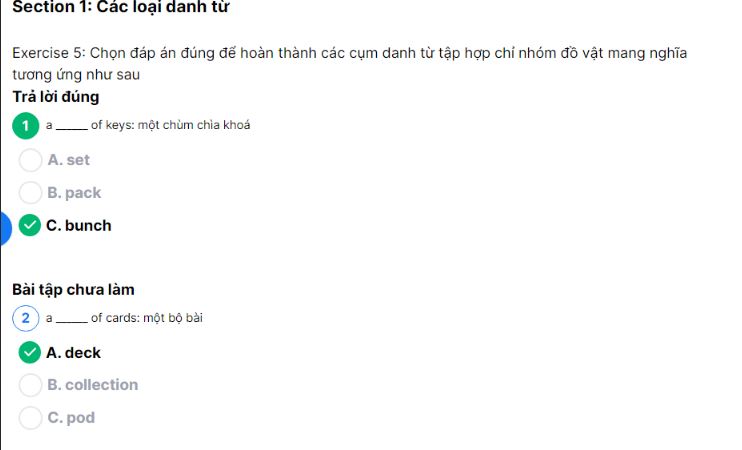 Section 1: Các loại danh từ
Exercise 5: Chọn đáp án đúng để hoàn thành các cụm danh từ tập hợp chỉ nhóm đồ vật mang nghĩa
tương ứng như sau
Trả lời đúng
1 a ______ of keys: một chùm chìa khoá
A. set
B. pack
C. bunch
Bài tập chưa làm
2 a ______ of cards: một bộ bài
A. deck
B. collection
C. pod